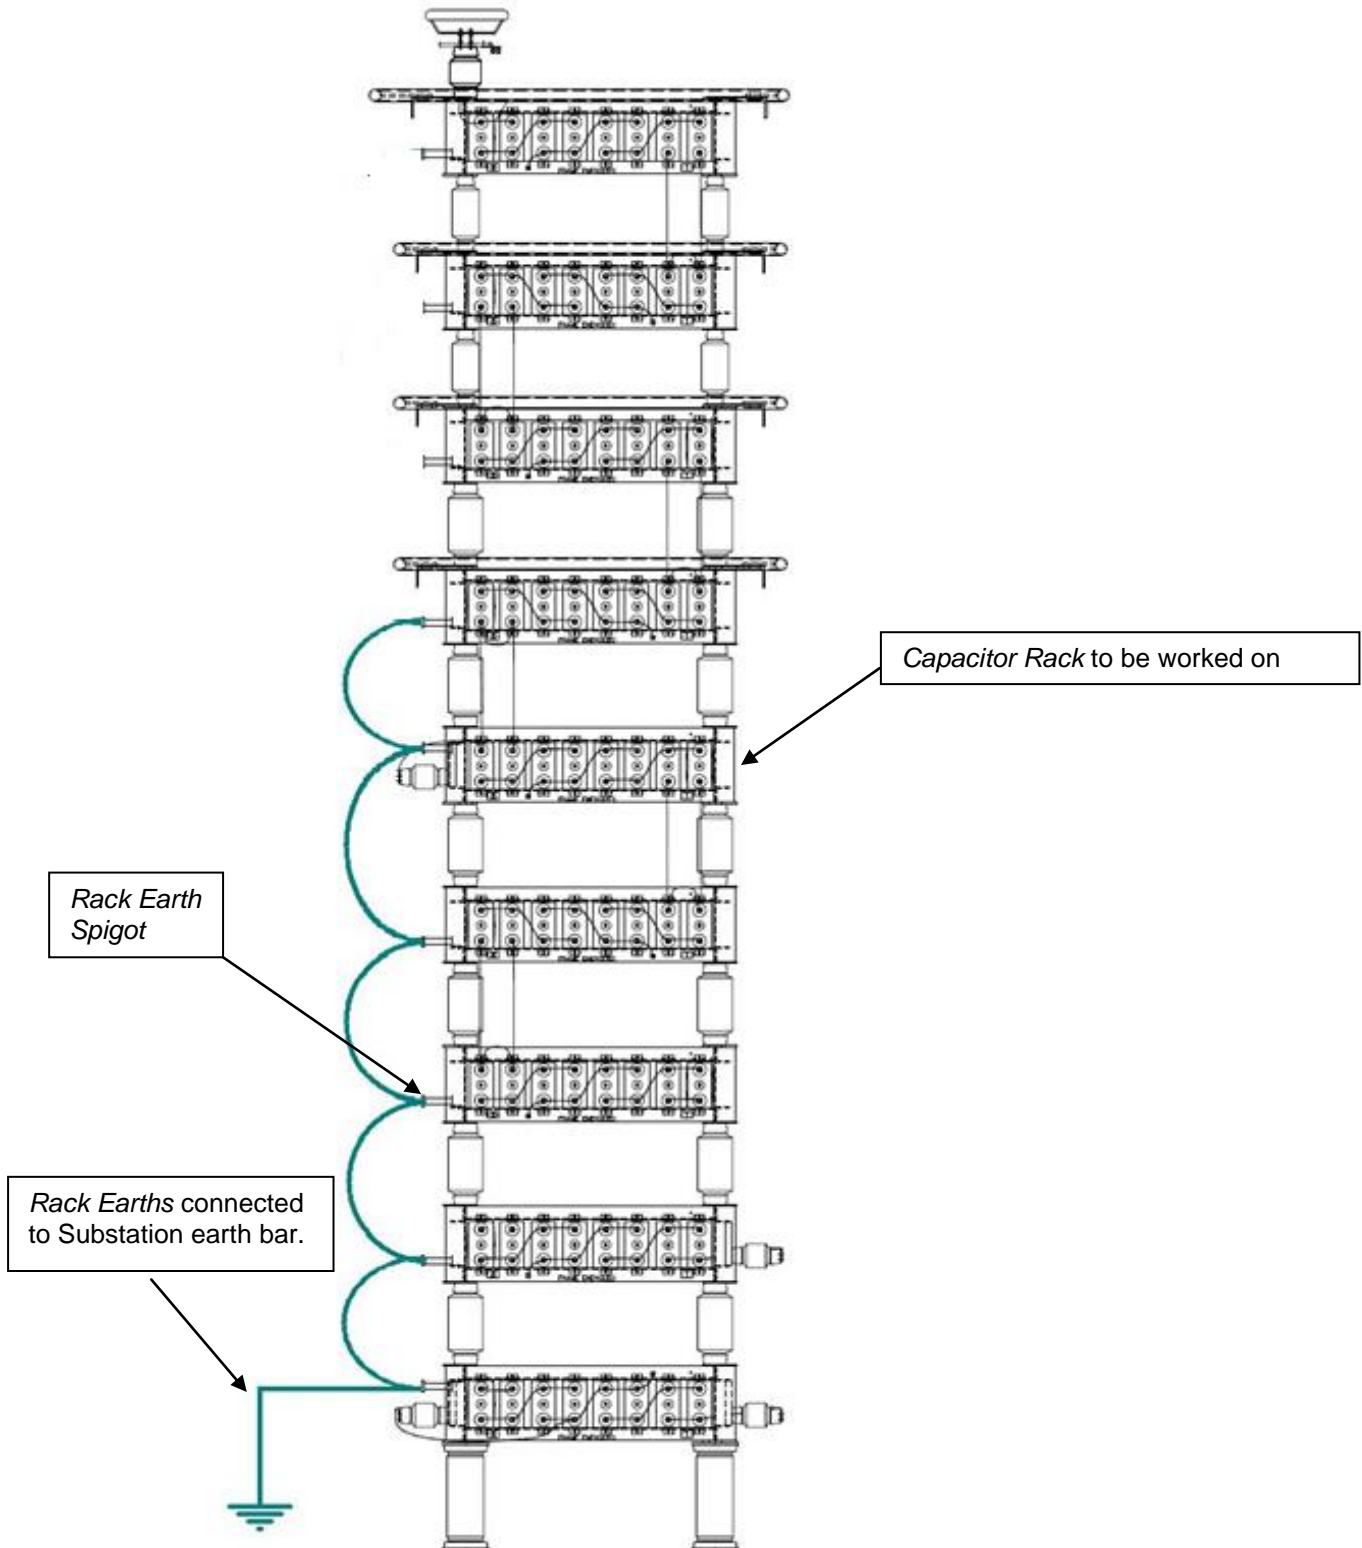 Capacitor Rack to be worked on
Rack Earth
Spigot
Rack Earths connected
to Substation earth bar.